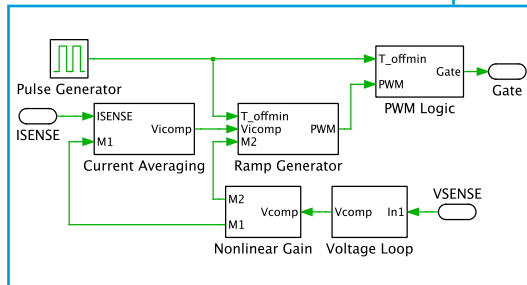 T_offmin
Gate
PWM
Pulse Generator
Gate
PWM Logic
ISENSE
M1
Vicomp
ISENSE
Current Averaging
T_offmin
Vicomp
M2
PWM
Ramp Generator
M2
M1
Vcomp
Nonlinear Gain
Vcomp
In1
Voltage Loop
VSENSE